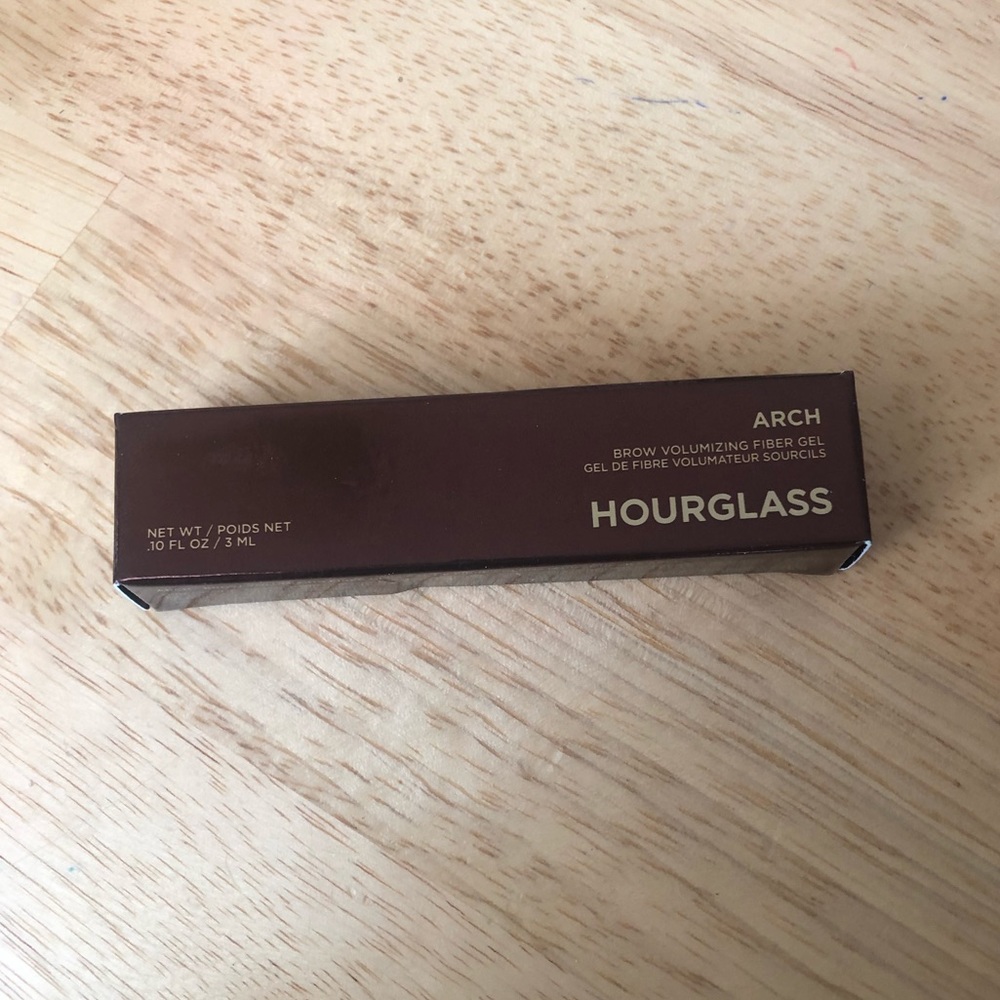 ARCH
BROW VOLUMIZING FIBER GEL
GEL DE FIBRE VOLUMATEUR SOURCILS
HOURGLASS
NET WT / POIDS NET
.10 FL OZ / 3 ML